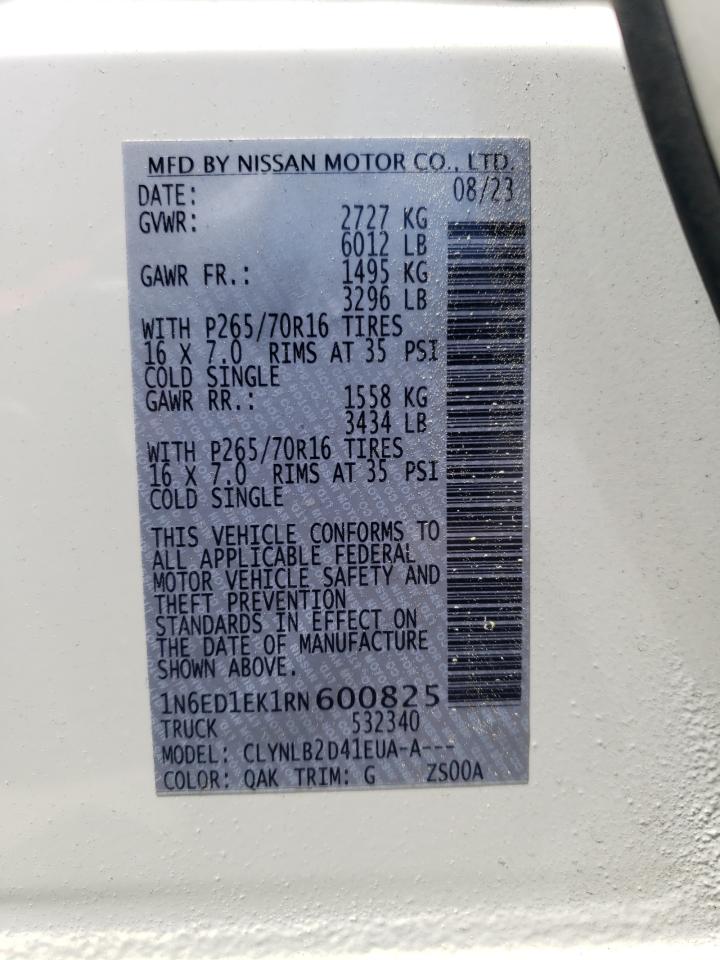 MFD BY NISSAN MOTOR CO., LTD.
DATE: 08/23
GVWR: 2727 KG
6012 LB
GAWR FR.: 1495 KG
3296 LB
WITH P265/70R16 TIRES
16 X 7.0 RIMS AT 35 PSI
COLD SINGLE
GAWR RR.: 1558 KG
3434 LB
WITH P265/70R16 TIRES
16 X 7.0 RIMS AT 35 PSI
COLD SINGLE
THIS VEHICLE CONFORMS TO
ALL APPLICABLE FEDERAL
MOTOR VEHICLE SAFETY AND
THEFT PREVENTION
STANDARDS IN EFFECT ON
THE DATE OF MANUFACTURE
SHOWN ABOVE.
1N6ED1EK1RN600825
TRUCK 532340
MODEL: CLYNLB2D41EUA-A---
COLOR: QAK TRIM: G ZS00A